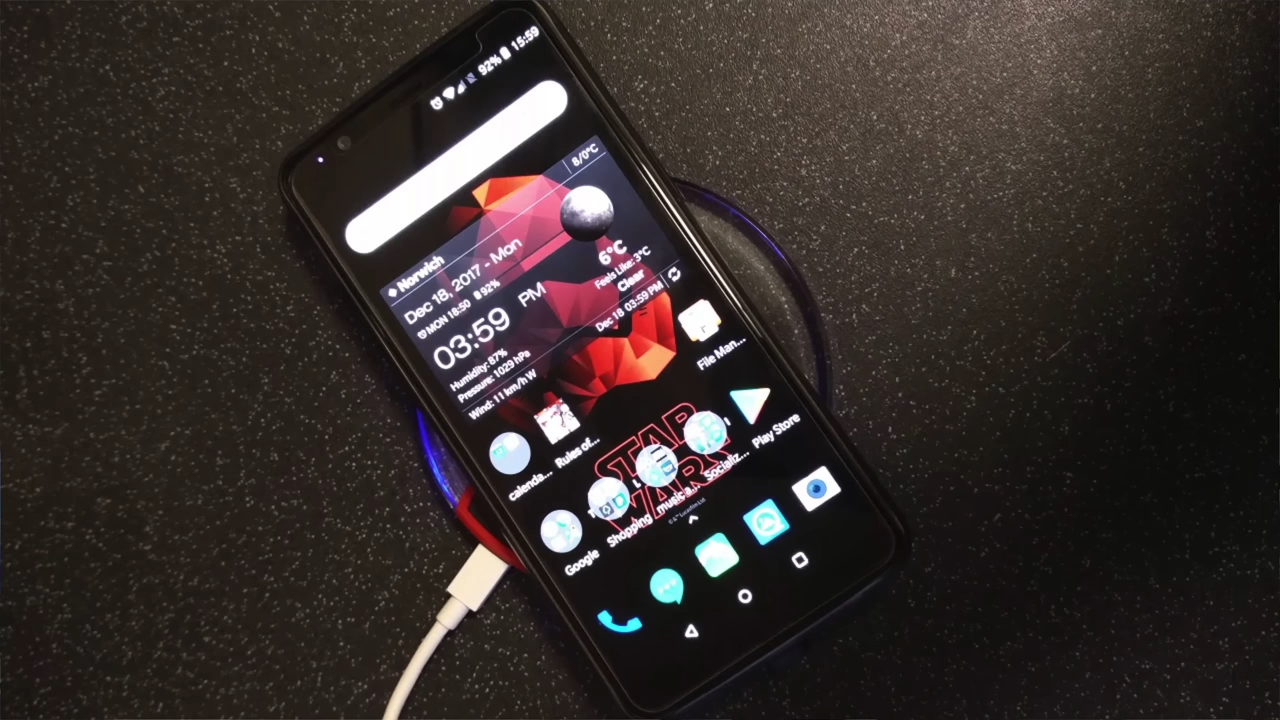 92% 15:59
8/0°C
Norwich
Dec 18, 2017 - Mon
MON 18:50 92%
03:59 PM
6°C
Feels Like: 3°C
Clear
Dec 18 03:59 PM
Humidity: 87%
Pressure: 1029 hPa
Wind: 11 km/h W
File Man...
Play Store
Rules of...
calenda...
STAR
WARS
Socializ...
music a...
Shopping
Google